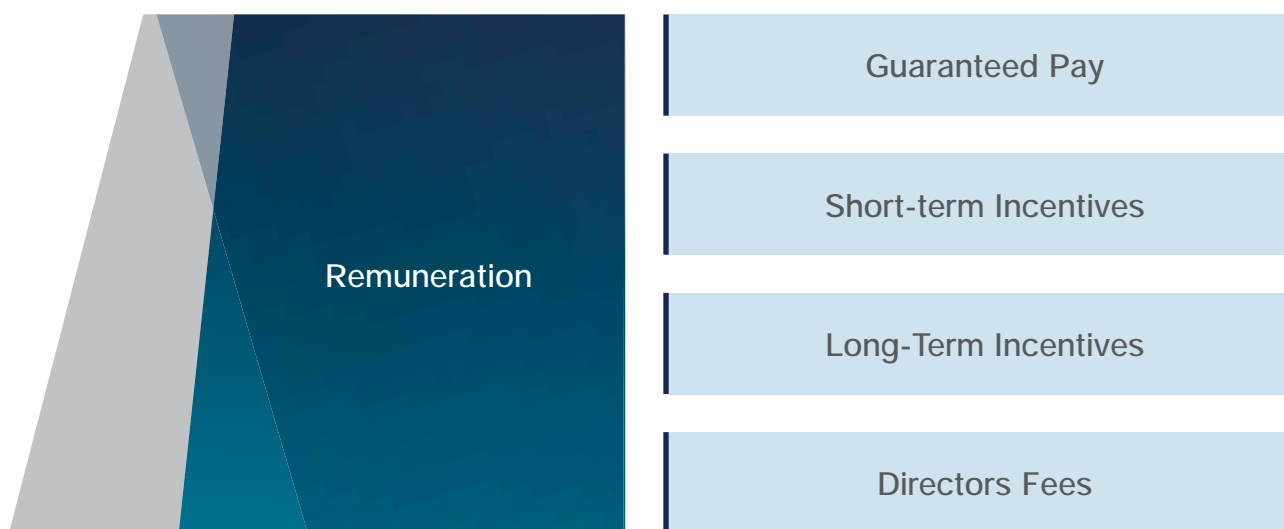 Remuneration
Guaranteed Pay
Short-term Incentives
Long-Term Incentives
Directors Fees